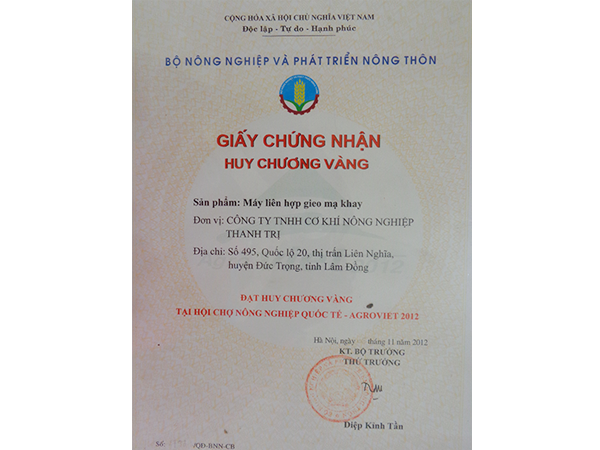 CỘNG HÒA XÃ HỘI CHỦ NGHĨA VIỆT NAM
Độc lập - Tự do - Hạnh phúc
BỘ NÔNG NGHIỆP VÀ PHÁT TRIỂN NÔNG THÔN
GIẤY CHỨNG NHẬN
HUY CHƯƠNG VÀNG
Sản phẩm: Máy liên hợp gieo mạ khay
Đơn vị: CÔNG TY TNHH CƠ KHÍ NÔNG NGHIỆP
THANH TRỊ
Địa chỉ: Số 495, Quốc lộ 20, thị trấn Liên Nghĩa,
huyện Đức Trọng, tỉnh Lâm Đồng
ĐẠT HUY CHƯƠNG VÀNG
TẠI HỘI CHỢ NÔNG NGHIỆP QUỐC TẾ - AGROVIET 2012
Hà Nội, ngày tháng 11 năm 2012
KT. BỘ TRƯỞNG
THỨ TRƯỞNG
Diệp Kỉnh Tần
Số: /QĐ-BNN-CB